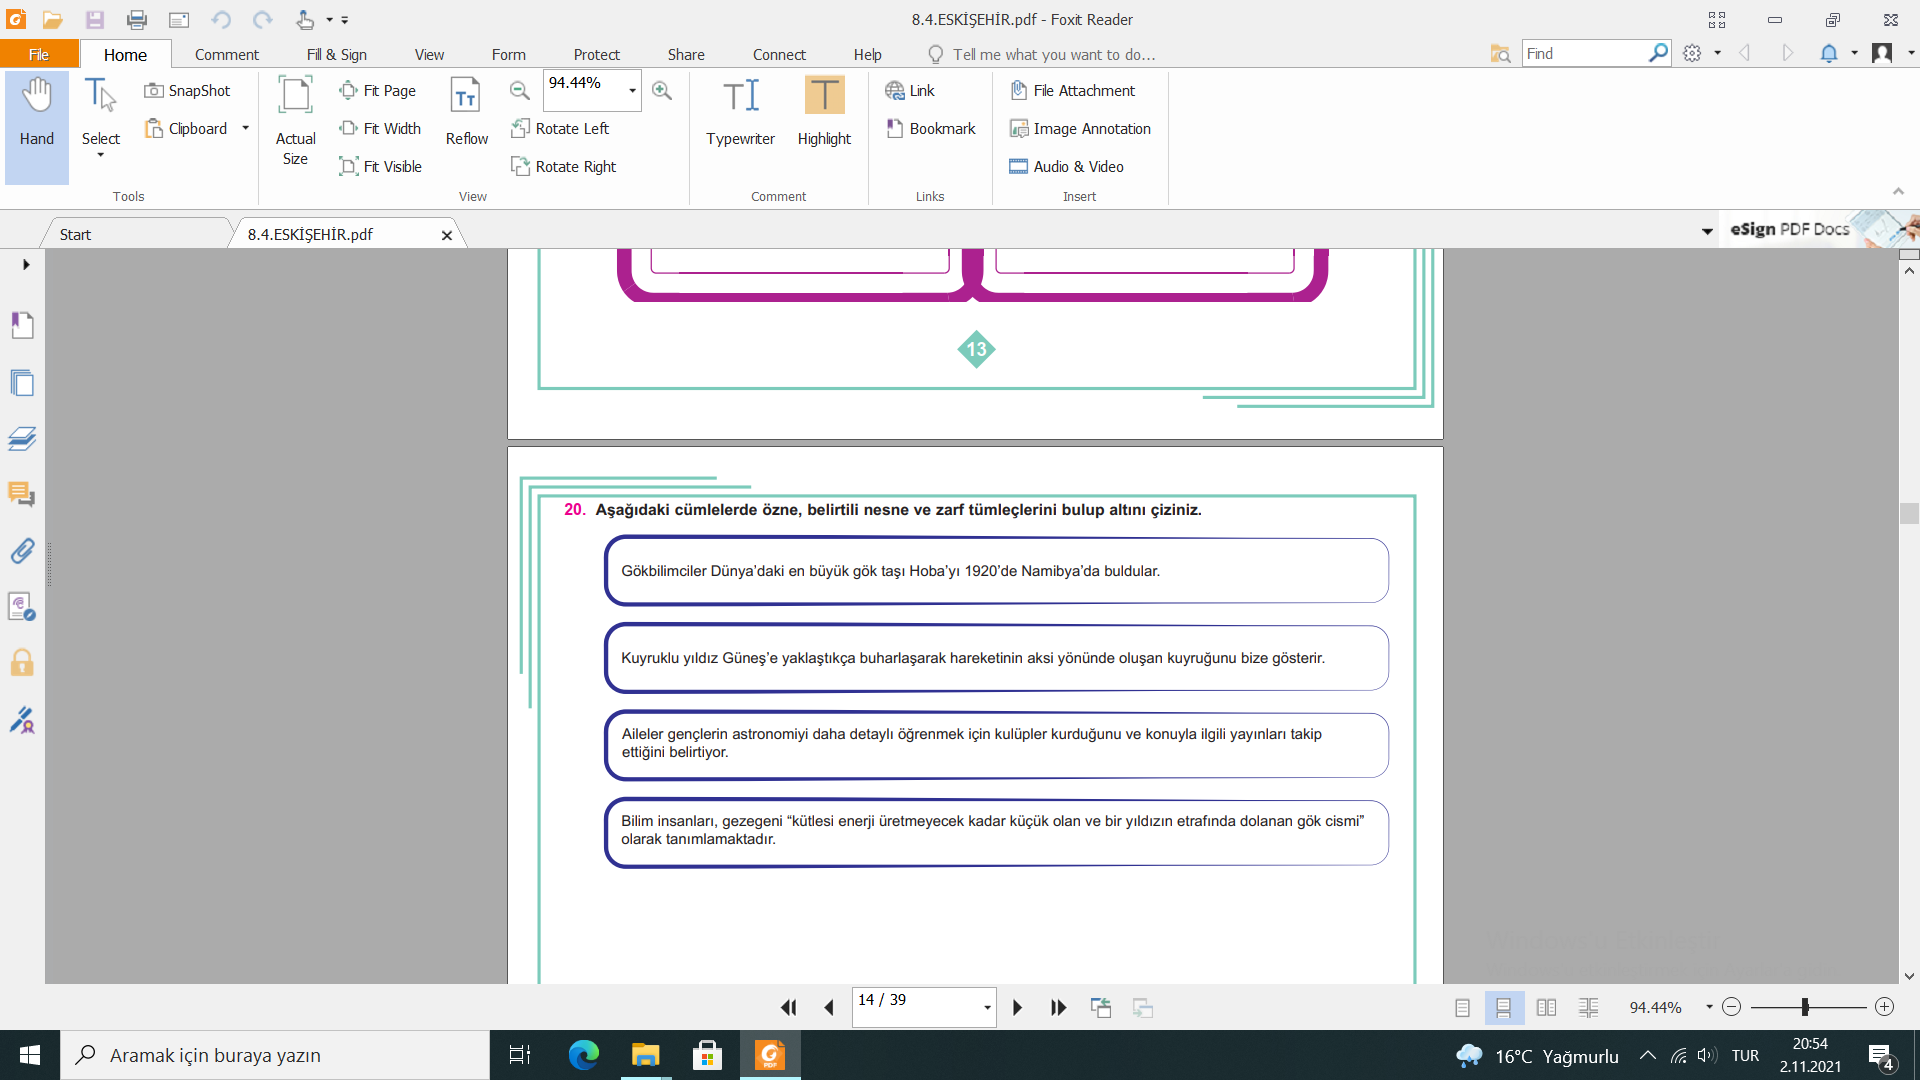 8.4.ESKİŞEHİR.pdf - Foxit Reader
File Home Comment Fill & Sign View Form Protect Share Connect Help Tell me what you want to do... Find
Hand
Select
SnapShot
Clipboard
Tools
Actual
Size
Fit Page
Fit Width
Fit Visible
Reflow
94.44%
Rotate Left
Rotate Right
View
Typewriter
Highlight
Comment
Link
Bookmark
Links
File Attachment
Image Annotation
Audio & Video
Insert
Start
8.4.ESKİŞEHİR.pdf
eSign PDF Docs
13
20. Aşağıdaki cümlelerde özne, belirtili nesne ve zarf tümleçlerini bulup altını çiziniz.
Gökbilimciler Dünya’daki en büyük gök taşı Hoba’yı 1920’de Namibya’da buldular.
Kuyruklu yıldız Güneş’e yaklaştıkça buharlaşarak hareketinin aksi yönünde oluşan kuyruğunu bize gösterir.
Aileler gençlerin astronomiyi daha detaylı öğrenmek için kulüpler kurduğunu ve konuyla ilgili yayınları takip
ettiğini belirtiyor.
Bilim insanları, gezegeni “kütlesi enerji üretmeyecek kadar küçük olan ve bir yıldızın etrafında dolanan gök cismi”
olarak tanımlamaktadır.
14 / 39
94.44%
Aramak için buraya yazın
16°C Yağmurlu
TUR
20:54
2.11.2021
4